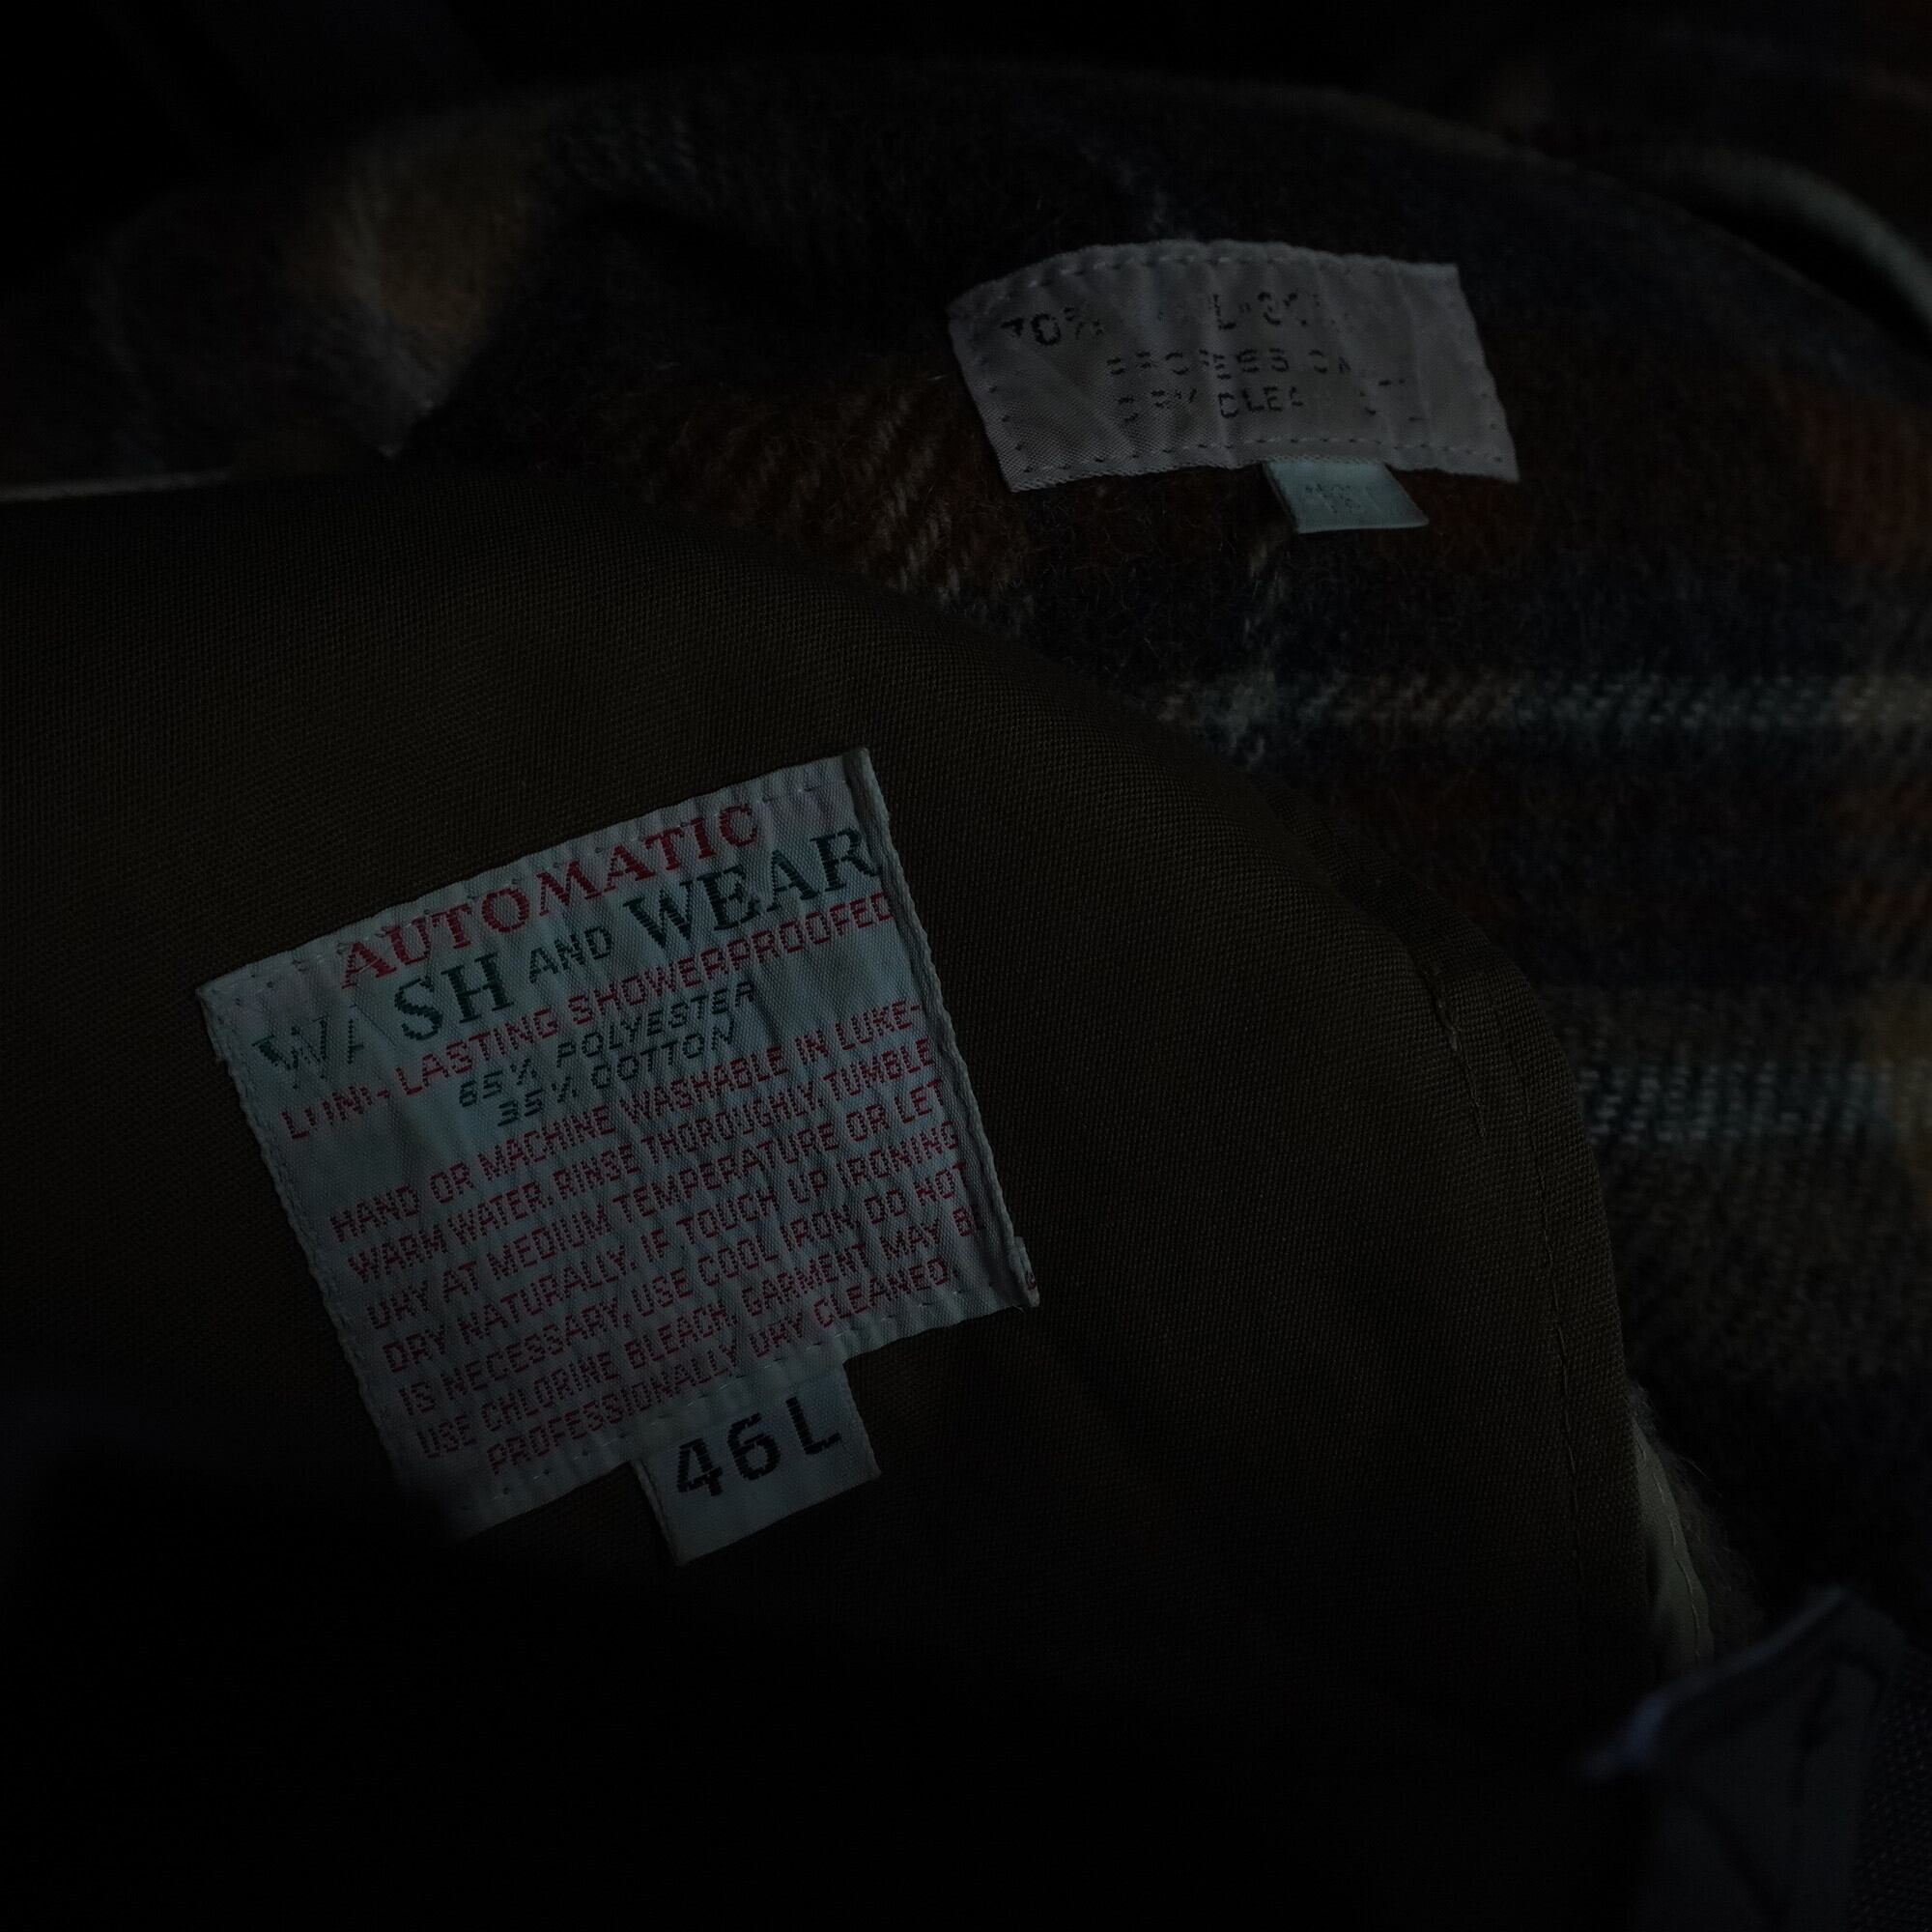 70%
AUTOMATIC
WASH AND WEAR
LONG LASTING SHOWERPROOFED
65% POLYESTER
35% COTTON
HAND OR MACHINE WASHABLE IN LUKE-
WARM WATER. RINSE THOROUGHLY. TUMBLE
DRY AT MEDIUM TEMPERATURE OR LET
DRY NATURALLY. IF TOUCH UP IRONING
IS NECESSARY, USE COOL IRON. DO NOT
USE CHLORINE BLEACH. GARMENT MAY BE
PROFESSIONALLY DRY CLEANED.
46L